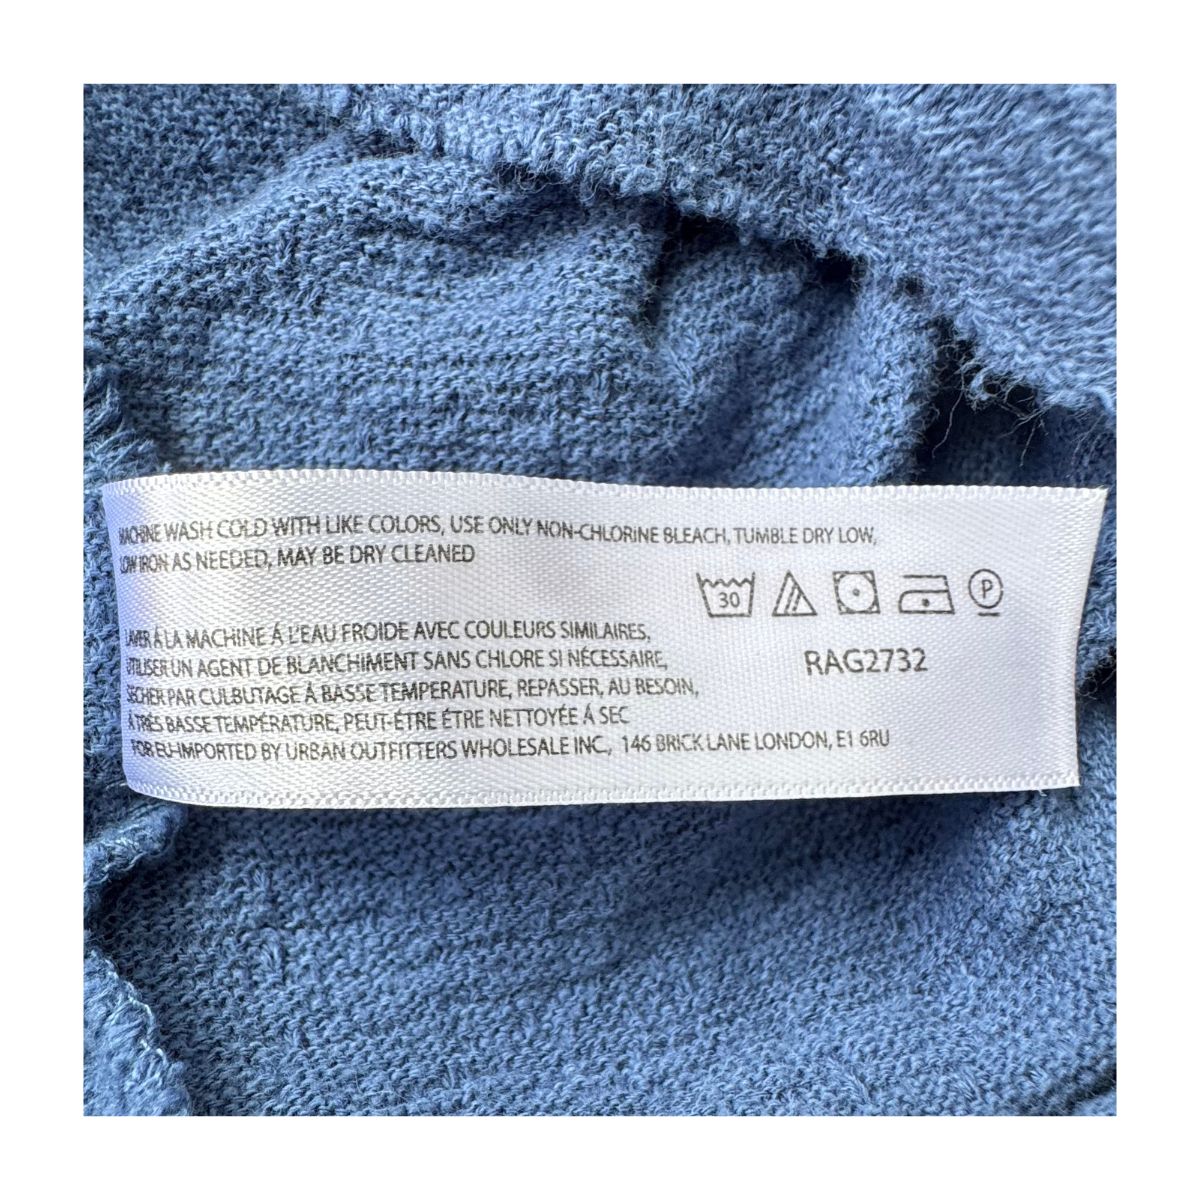 MACHINE WASH COLD WITH LIKE COLORS, USE ONLY NON-CHLORINE BLEACH, TUMBLE DRY LOW,
LOW IRON AS NEEDED, MAY BE DRY CLEANED
30 P
LAVER Á LA MACHINE Á L'EAU FROIDE AVEC COULEURS SIMILAIRES,
UTILISER UN AGENT DE BLANCHIMENT SANS CHLORE SI NÉCESSAIRE,
SÉCHER PAR CULBUTAGE Á BASSE TEMPERATURE, REPASSER, AU BESOIN,
Á TRÈS BASSE TEMPÉRATURE, PEUT-ÉTRE ÉTRE NETTOYÉE Á SEC
FOR EU-IMPORTED BY URBAN OUTFITTERS WHOLESALE INC., 146 BRICK LANE LONDON, E1 6RU
RAG2732